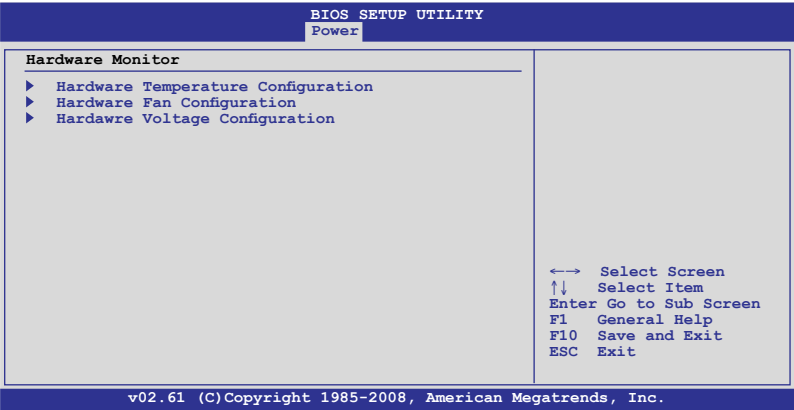 BIOS SETUP UTILITY
Power
Hardware Monitor
Hardware Temperature Configuration
Hardware Fan Configuration
Hardawre Voltage Configuration
←→ Select Screen
↑↓ Select Item
Enter Go to Sub Screen
F1 General Help
F10 Save and Exit
ESC Exit
v02.61 (C)Copyright 1985-2008, American Megatrends, Inc.